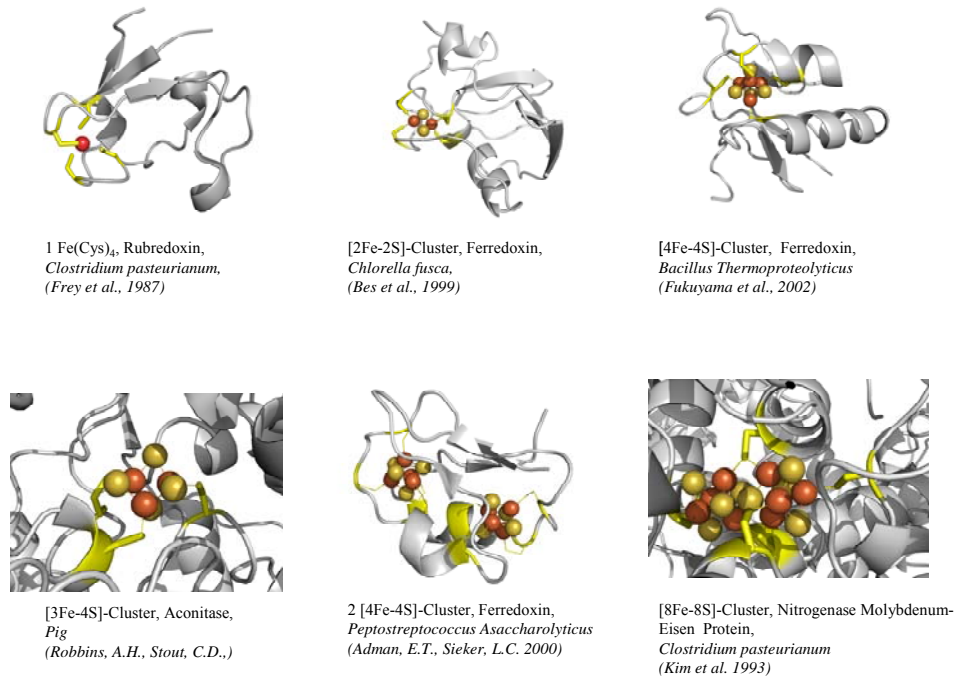 1 Fe(Cys)4, Rubredoxin,
Clostridium pasteurianum,
(Frey et al., 1987)
[2Fe-2S]-Cluster, Ferredoxin,
Chlorella fusca,
(Bes et al., 1999)
[4Fe-4S]-Cluster, Ferredoxin,
Bacillus Thermoproteolyticus
(Fukuyama et al., 2002)
[3Fe-4S]-Cluster, Aconitase,
Pig
(Robbins, A.H., Stout, C.D.,)
2 [4Fe-4S]-Cluster, Ferredoxin,
Peptostreptococcus Asaccharolyticus
(Adman, E.T., Sieker, L.C. 2000)
[8Fe-8S]-Cluster, Nitrogenase Molybdenum-
Eisen Protein,
Clostridium pasteurianum
(Kim et al. 1993)